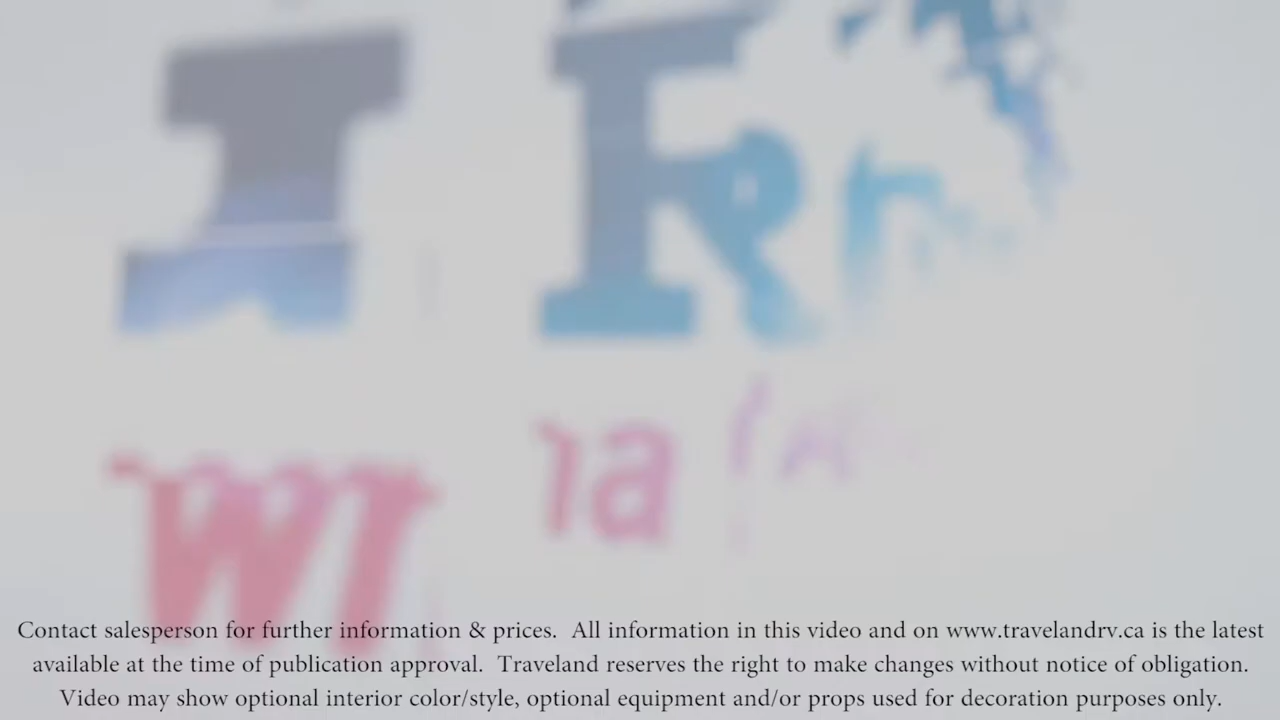 Contact salesperson for further information & prices.  All information in this video and on www.travelandrv.ca is the latest
available at the time of publication approval.  Traveland reserves the right to make changes without notice of obligation.
Video may show optional interior color/style, optional equipment and/or props used for decoration purposes only.